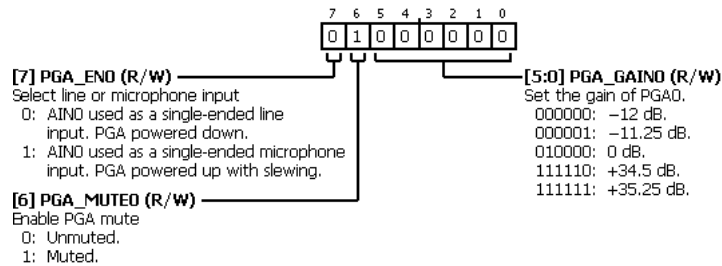 7 6 5 4 3 2 1 0
0 1 0 0 0 0 0 0
[7] PGA_EN0 (R/W)
Select line or microphone input
0: AIN0 used as a single-ended line
input. PGA powered down.
1: AIN0 used as a single-ended microphone
input. PGA powered up with slewing.
[6] PGA_MUTE0 (R/W)
Enable PGA mute
0: Unmuted.
1: Muted.
[5:0] PGA_GAIN0 (R/W)
Set the gain of PGA0.
000000: −12 dB.
000001: −11.25 dB.
010000: 0 dB.
111110: +34.5 dB.
111111: +35.25 dB.